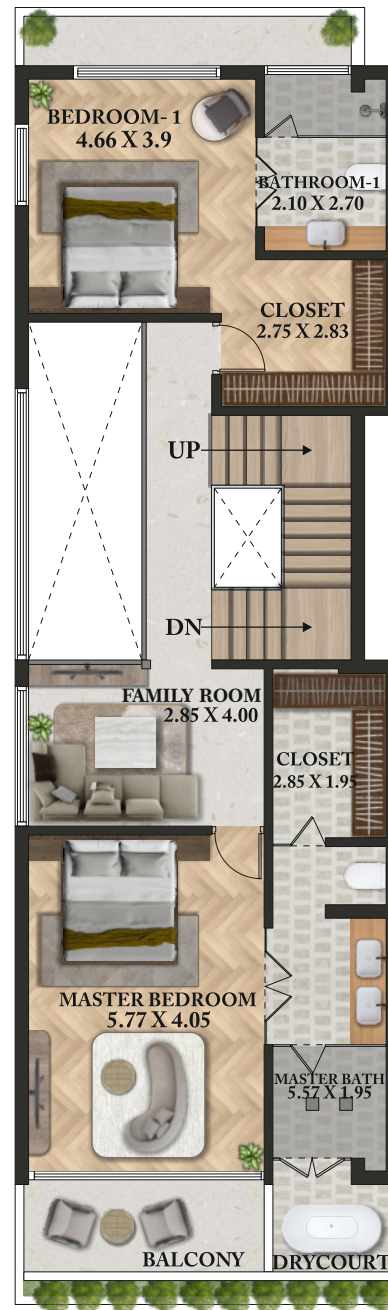 BEDROOM- 1
4.66 X 3.9
BATHROOM-1
2.10 X 2.70
CLOSET
2.75 X 2.83
UP
DN
FAMILY ROOM
2.85 X 4.00
CLOSET
2.85 X 1.95
MASTER BEDROOM
5.77 X 4.05
MASTER BATH
5.57 X 1.95
BALCONY
DRYCOURT